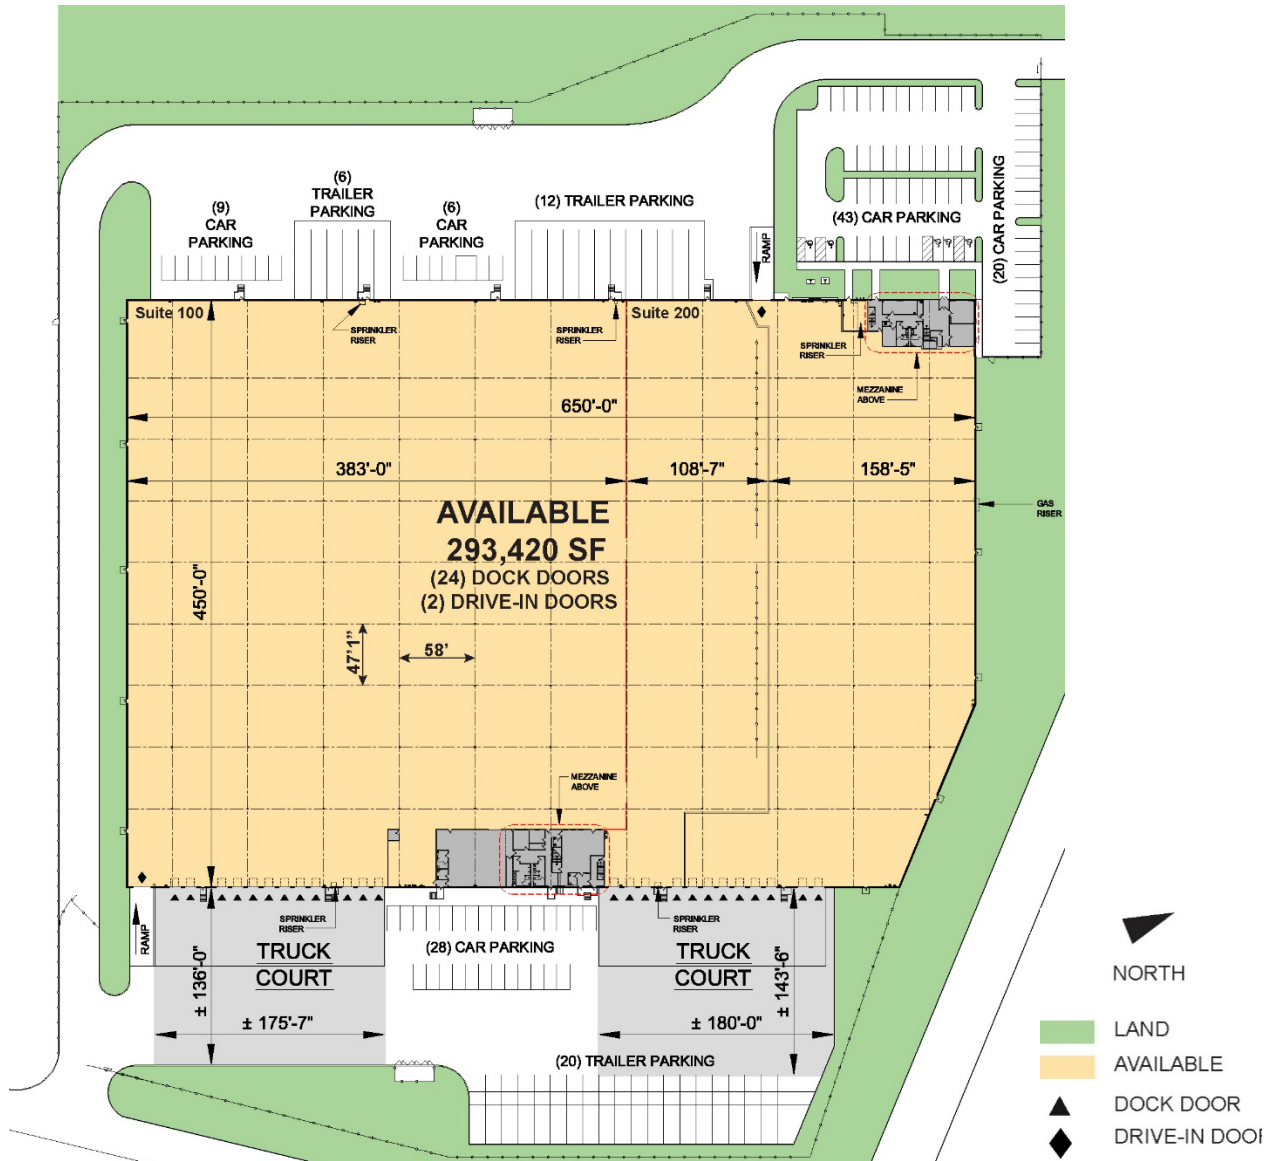 (6)
TRAILER
PARKING
(9)
CAR
PARKING
(6)
CAR
PARKING
(12) TRAILER PARKING
(43) CAR PARKING
(20) CAR PARKING
RAMP
Suite 100
Suite 200
SPRINKLER
RISER
SPRINKLER
RISER
SPRINKLER
RISER
MEZZANINE
ABOVE
650'-0"
383'-0"
108'-7"
158'-5"
GAS
RISER
AVAILABLE
293,420 SF
(24) DOCK DOORS
(2) DRIVE-IN DOORS
450'-0"
47'1"
58'
MEZZANINE
ABOVE
RAMP
SPRINKLER
RISER
SPRINKLER
RISER
TRUCK
COURT
(28) CAR PARKING
TRUCK
COURT
± 136'-0"
± 143'-6"
± 175'-7"
± 180'-0"
(20) TRAILER PARKING
NORTH
LAND
AVAILABLE
DOCK DOOR
DRIVE-IN DOOR